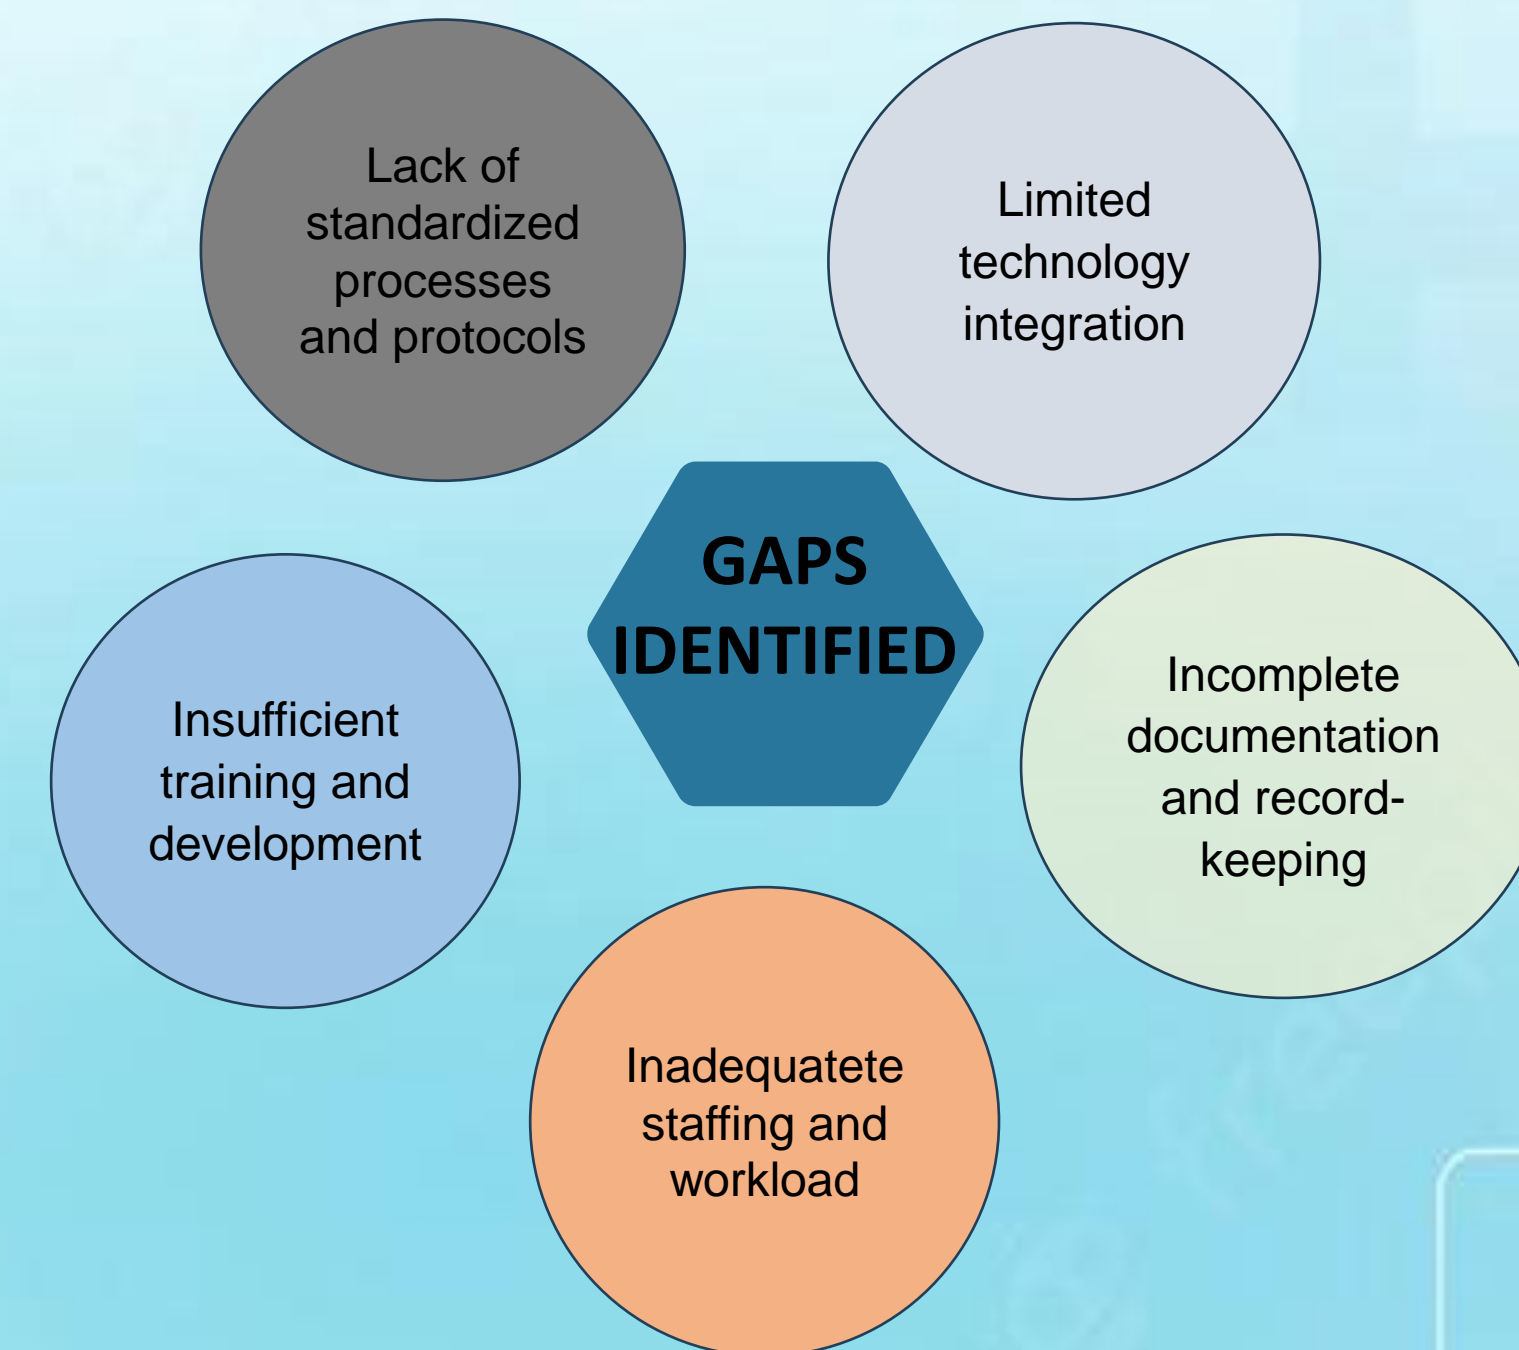 Lack of
standardized
processes
and protocols
Limited
technology
integration
GAPS
IDENTIFIED
Insufficient
training and
development
Incomplete
documentation
and record-
keeping
Inadequatete
staffing and
workload